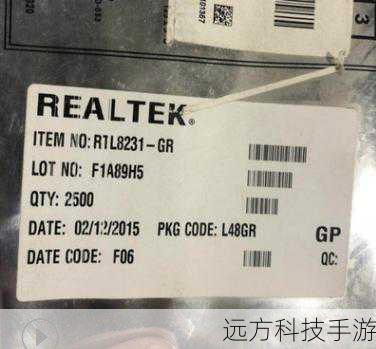 3
REALTEK®
ITEM NO: RTL8231-GR
LOT NO: F1A89H5
QTY: 2500
DATE: 02/12/2015 PKG CODE: L48GR GP
DATE CODE: F06 QC:
远方科技手游